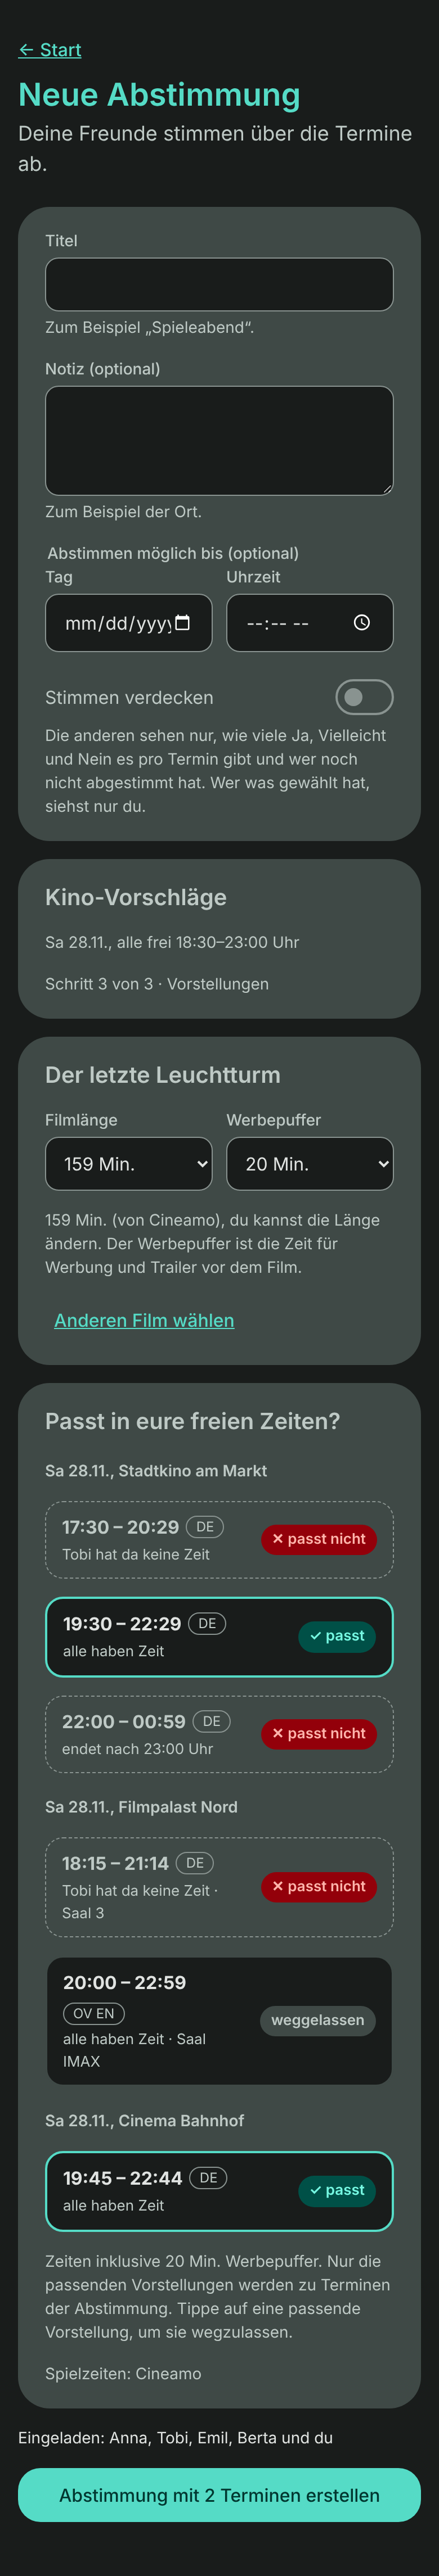 ← Start
Neue Abstimmung
Deine Freunde stimmen über die Termine
ab.
Titel
Zum Beispiel „Spieleabend“.
Notiz (optional)
Zum Beispiel der Ort.
Abstimmen möglich bis (optional)
Tag
Uhrzeit
mm/dd/yyyy
--:-- --
Stimmen verdecken
Die anderen sehen nur, wie viele Ja, Vielleicht
und Nein es pro Termin gibt und wer noch
nicht abgestimmt hat. Wer was gewählt hat,
siehst nur du.
Kino-Vorschläge
Sa 28.11., alle frei 18:30–23:00 Uhr
Schritt 3 von 3 · Vorstellungen
Der letzte Leuchtturm
Filmlänge
Werbepuffer
159 Min.
20 Min.
159 Min. (von Cineamo), du kannst die Länge
ändern. Der Werbepuffer ist die Zeit für
Werbung und Trailer vor dem Film.
Anderen Film wählen
Passt in eure freien Zeiten?
Sa 28.11., Stadtkino am Markt
17:30 – 20:29 DE
Tobi hat da keine Zeit
✕ passt nicht
19:30 – 22:29 DE
alle haben Zeit
✓ passt
22:00 – 00:59 DE
endet nach 23:00 Uhr
✕ passt nicht
Sa 28.11., Filmpalast Nord
18:15 – 21:14 DE
Tobi hat da keine Zeit ·
Saal 3
✕ passt nicht
20:00 – 22:59
OV EN
alle haben Zeit · Saal
IMAX
weggelassen
Sa 28.11., Cinema Bahnhof
19:45 – 22:44 DE
alle haben Zeit
✓ passt
Zeiten inklusive 20 Min. Werbepuffer. Nur die
passenden Vorstellungen werden zu Terminen
der Abstimmung. Tippe auf eine passende
Vorstellung, um sie wegzulassen.
Spielzeiten: Cineamo
Eingeladen: Anna, Tobi, Emil, Berta und du
Abstimmung mit 2 Terminen erstellen